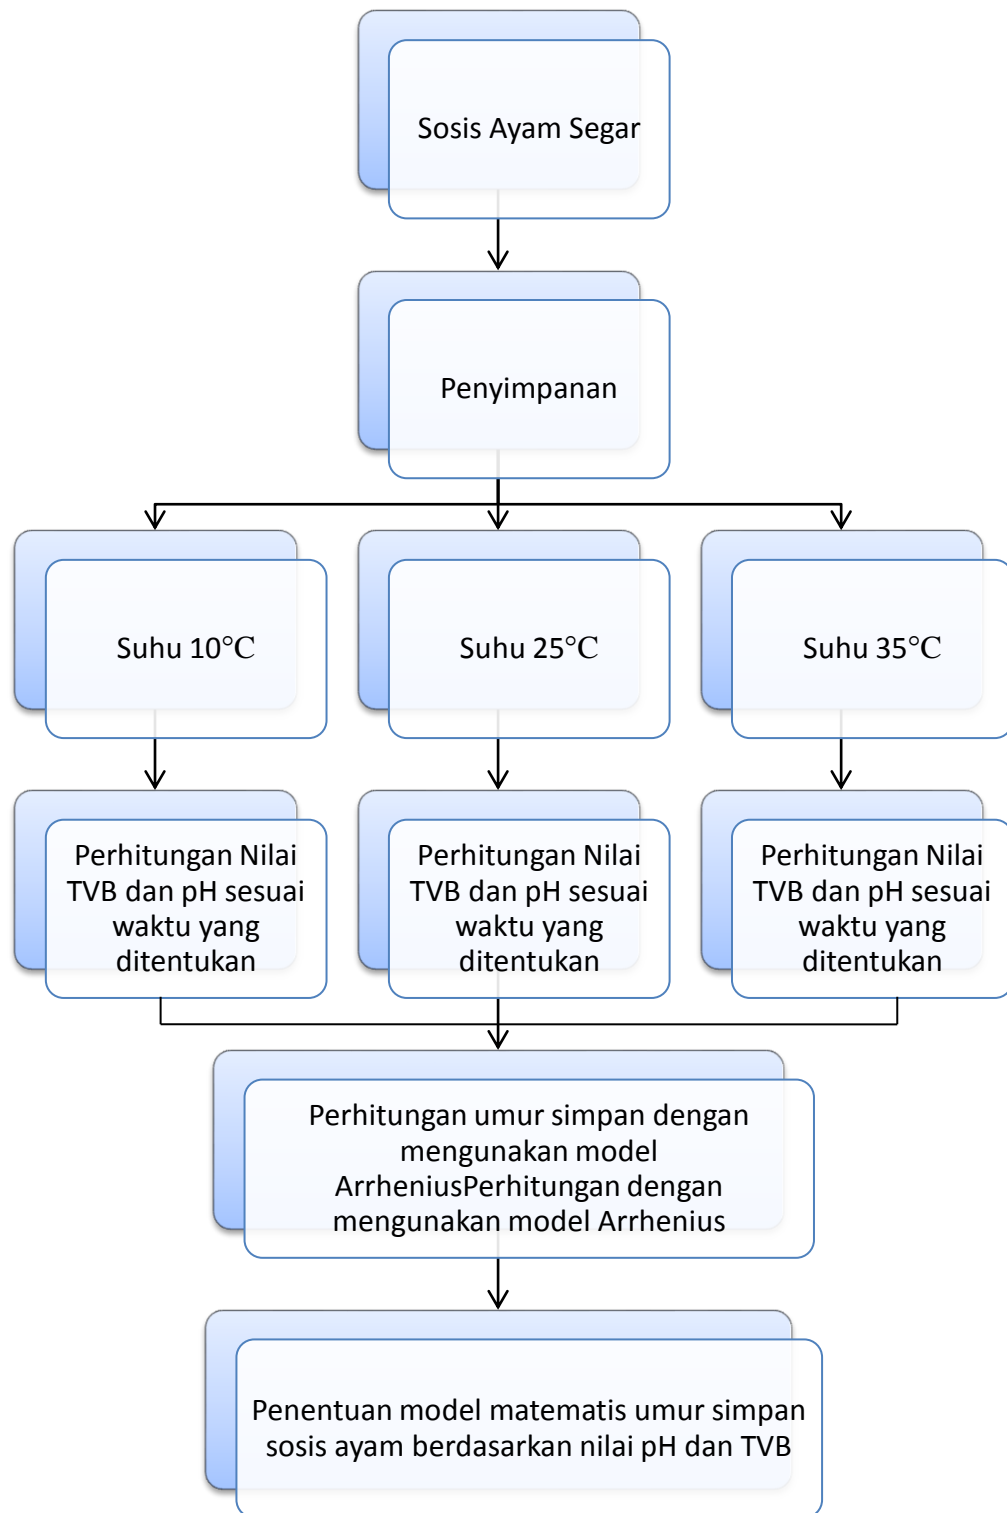 Sosis Ayam Segar
Penyimpanan
Suhu 10°C
Suhu 25°C
Suhu 35°C
Perhitungan Nilai
TVB dan pH sesuai
waktu yang
ditentukan
Perhitungan Nilai
TVB dan pH sesuai
waktu yang
ditentukan
Perhitungan Nilai
TVB dan pH sesuai
waktu yang
ditentukan
Perhitungan umur simpan dengan
mengunakan model
ArrheniusPerhitungan dengan
mengunakan model Arrhenius
Penentuan model matematis umur simpan
sosis ayam berdasarkan nilai pH dan TVB